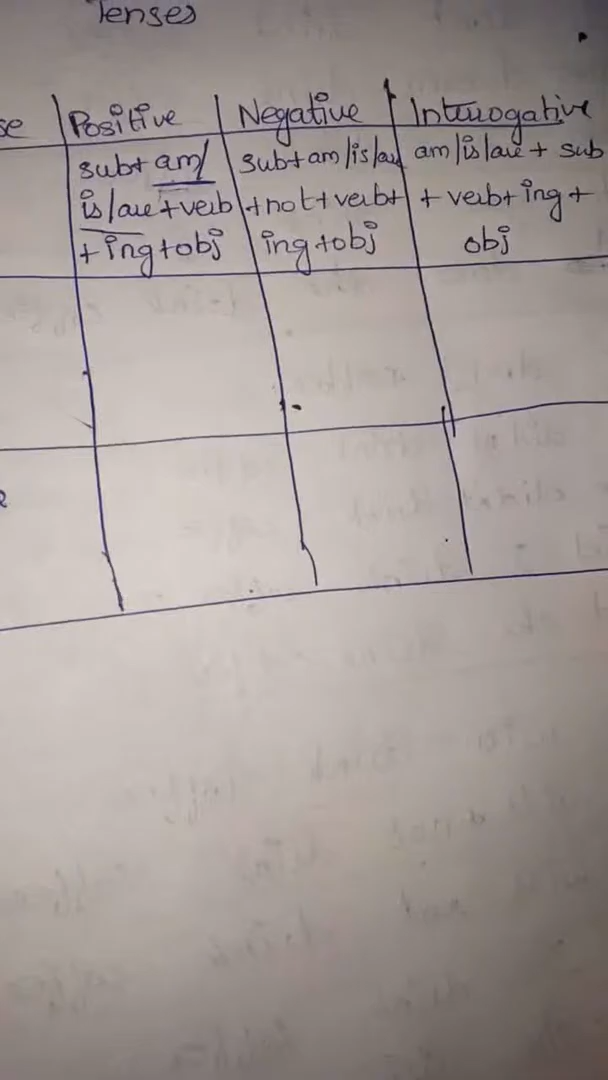 Tenses
se Positive Negative Interrogative
sub+am/ sub+am/is/are am/is/are + sub
is/are+verb +not+verb+ + verb+ing+
+ing+obj ing+obj obj
e